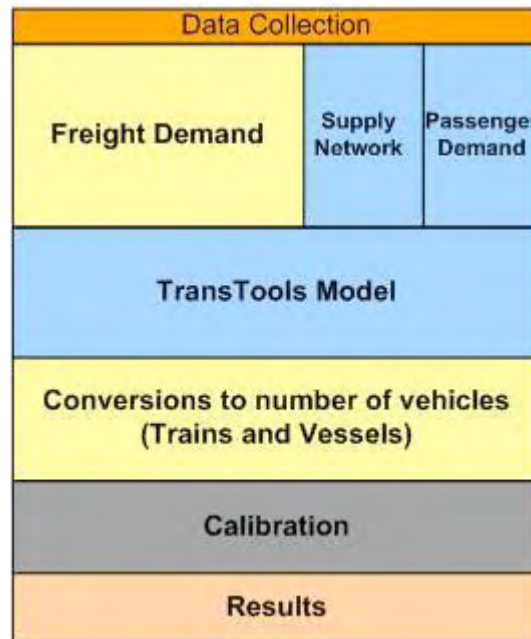 Data Collection
Freight Demand
Supply
Network
Passenge
Demand
TransTools Model
Conversions to number of vehicles
(Trains and Vessels)
Calibration
Results